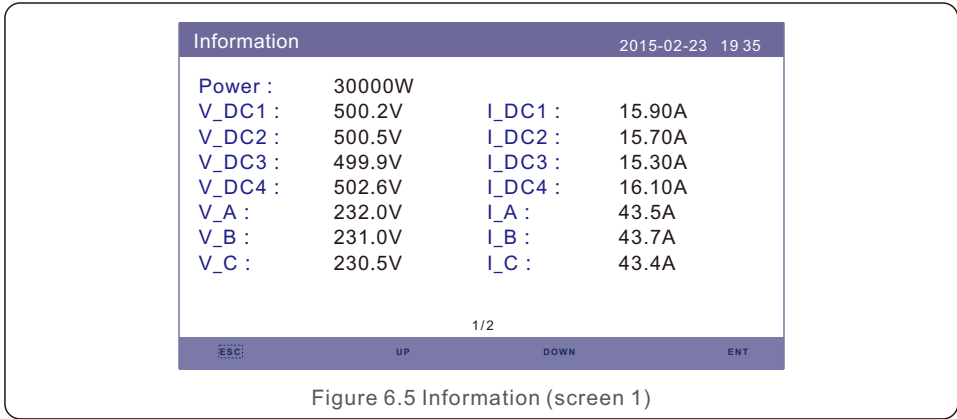 Information 2015-02-23 19 35
Power : 30000W
V_DC1 : 500.2V I_DC1 : 15.90A
V_DC2 : 500.5V I_DC2 : 15.70A
V_DC3 : 499.9V I_DC3 : 15.30A
V_DC4 : 502.6V I_DC4 : 16.10A
V_A : 232.0V I_A : 43.5A
V_B : 231.0V I_B : 43.7A
V_C : 230.5V I_C : 43.4A
1/2
ESC UP DOWN ENT
Figure 6.5 Information (screen 1)